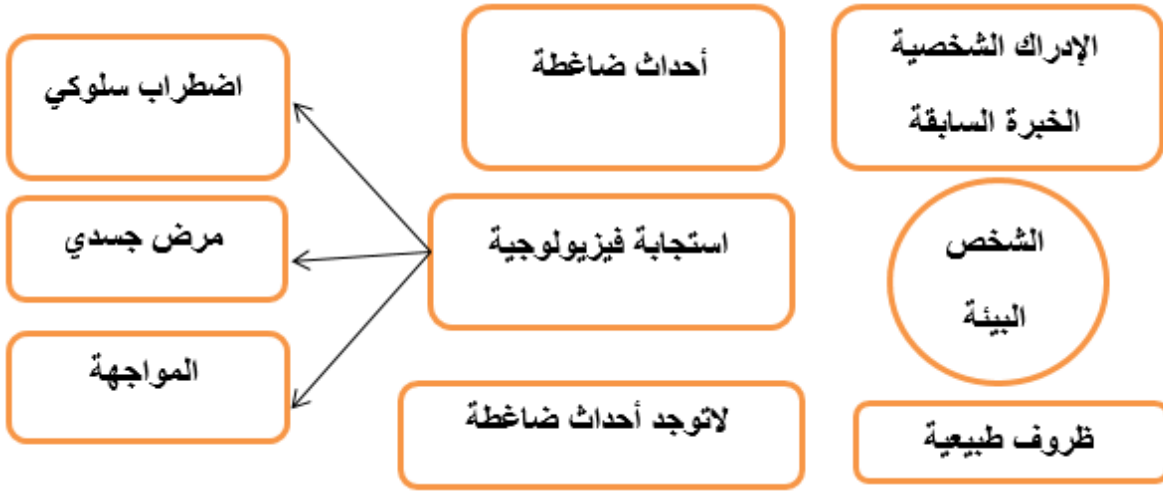 الإدراك الشخصية
الخبرة السابقة
الشخص
البيئة
ظروف طبيعية
أحداث ضاغطة
استجابة فيزيولوجية
لاتوجد أحداث ضاغطة
اضطراب سلوكي
مرض جسدي
المواجهة